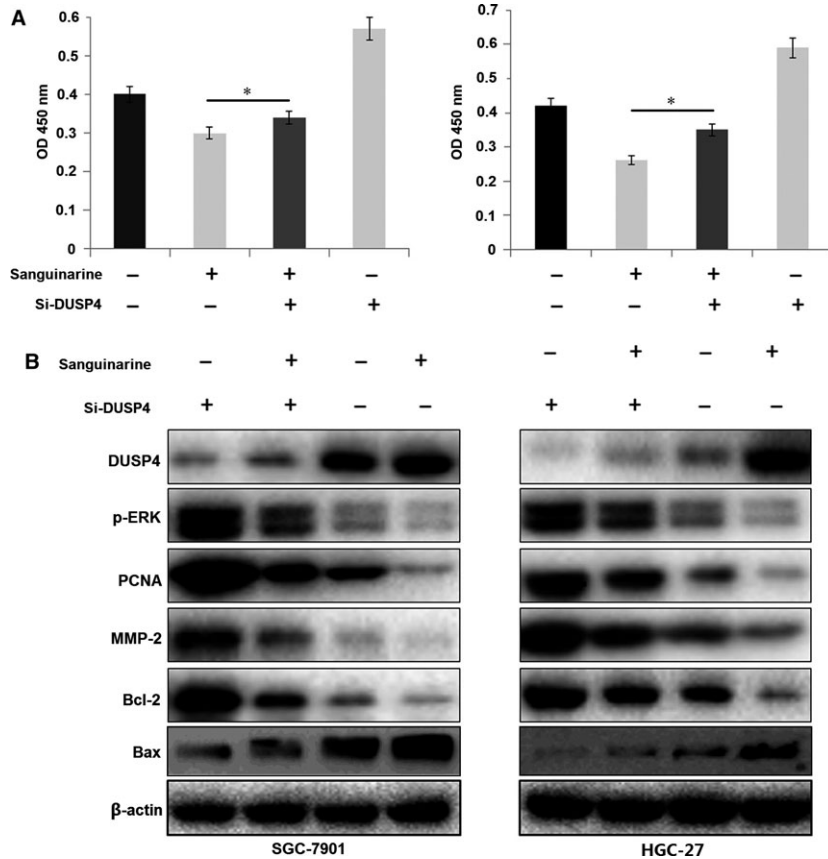 A
0.6
0.5
0.4
0.3
0.2
0.1
0
OD 450 nm
*
0.7
0.6
0.5
0.4
0.3
0.2
0.1
0
OD 450 nm
*
Sanguinarine – + + – – + + –
Si-DUSP4 – – + + – – + +
B
Sanguinarine – + – + – + – +
Si-DUSP4 + + – – + + – –
DUSP4
p-ERK
PCNA
MMP-2
Bcl-2
Bax
β-actin
SGC-7901 HGC-27